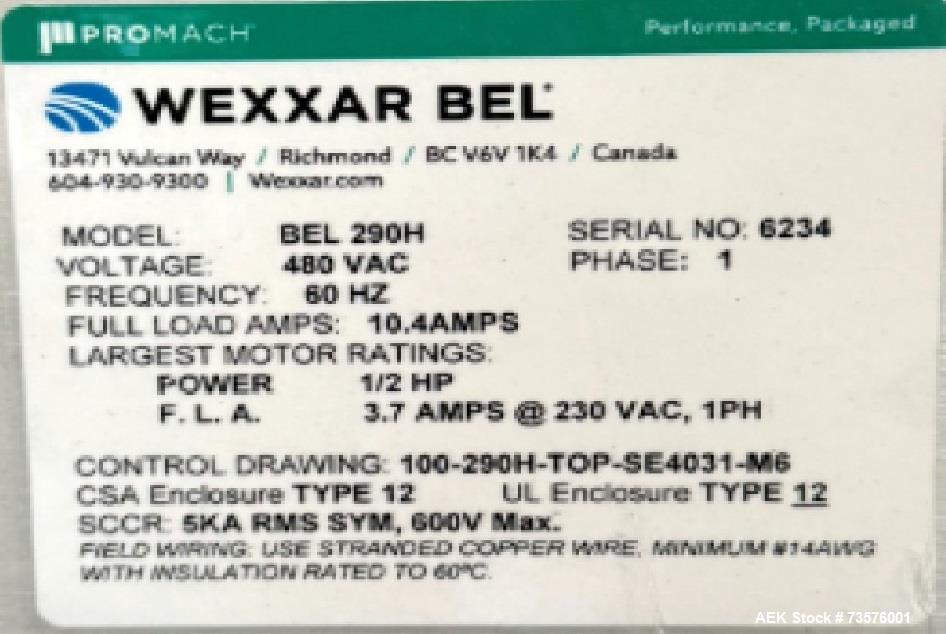 PROMACH Performance, Packaged
WEXXAR BEL
13471 Vulcan Way / Richmond / BC V6V 1K4 / Canada
604-930-9300 | Wexxar.com
MODEL: BEL 290H SERIAL NO: 6234
VOLTAGE: 480 VAC PHASE: 1
FREQUENCY: 60 HZ
FULL LOAD AMPS: 10.4AMPS
LARGEST MOTOR RATINGS:
POWER 1/2 HP
F. L. A. 3.7 AMPS @ 230 VAC, 1PH
CONTROL DRAWING: 100-290H-TOP-SE4031-M6
CSA Enclosure TYPE 12 UL Enclosure TYPE 12
SCCR: 5KA RMS SYM, 600V Max.
FIELD WIRING: USE STRANDED COPPER WIRE, MINIMUM #14AWG
WITH INSULATION RATED TO 60ºC.
AEK Stock # 73576001